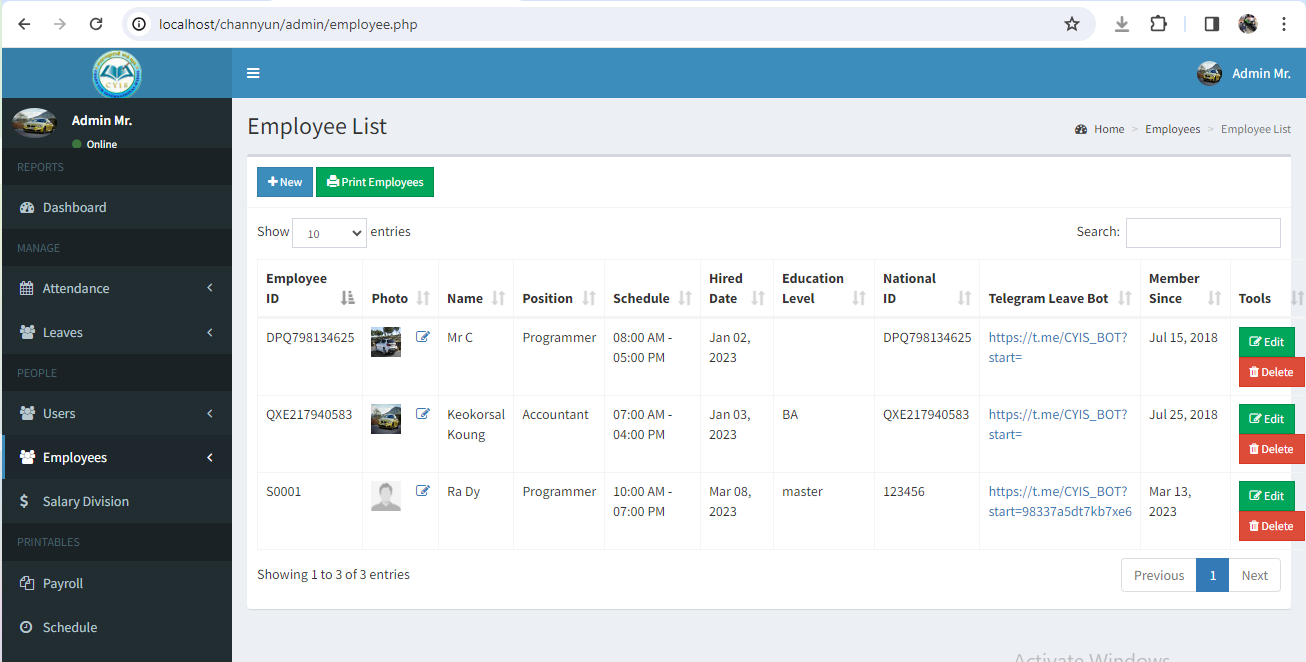 localhost/channyun/admin/employee.php
CYIS
Admin Mr.
Admin Mr.
Online
REPORTS
Dashboard
MANAGE
Attendance
Leaves
PEOPLE
Users
Employees
Salary Division
PRINTABLES
Payroll
Schedule
Employee List
Home > Employees > Employee List
New Print Employees
Show 10 entries Search:
Employee ID Photo Name Position Schedule Hired Date Education Level National ID Telegram Leave Bot Member Since Tools
DPQ798134625 Mr C Programmer 08:00 AM - Jan 02, DPQ798134625 https://t.me/CYIS_BOT? Jul 15, 2018 Edit
05:00 PM 2023 start= Delete
QXE217940583 Keokorsal Accountant 07:00 AM - Jan 03, BA QXE217940583 https://t.me/CYIS_BOT? Jul 25, 2018 Edit
Koung 04:00 PM 2023 start= Delete
S0001 Ra Dy Programmer 10:00 AM - Mar 08, master 123456 https://t.me/CYIS_BOT? Mar 13, Edit
07:00 PM 2023 start=98337a5dt7kb7xe6 2023 Delete
Showing 1 to 3 of 3 entries Previous 1 Next
Activate Windows